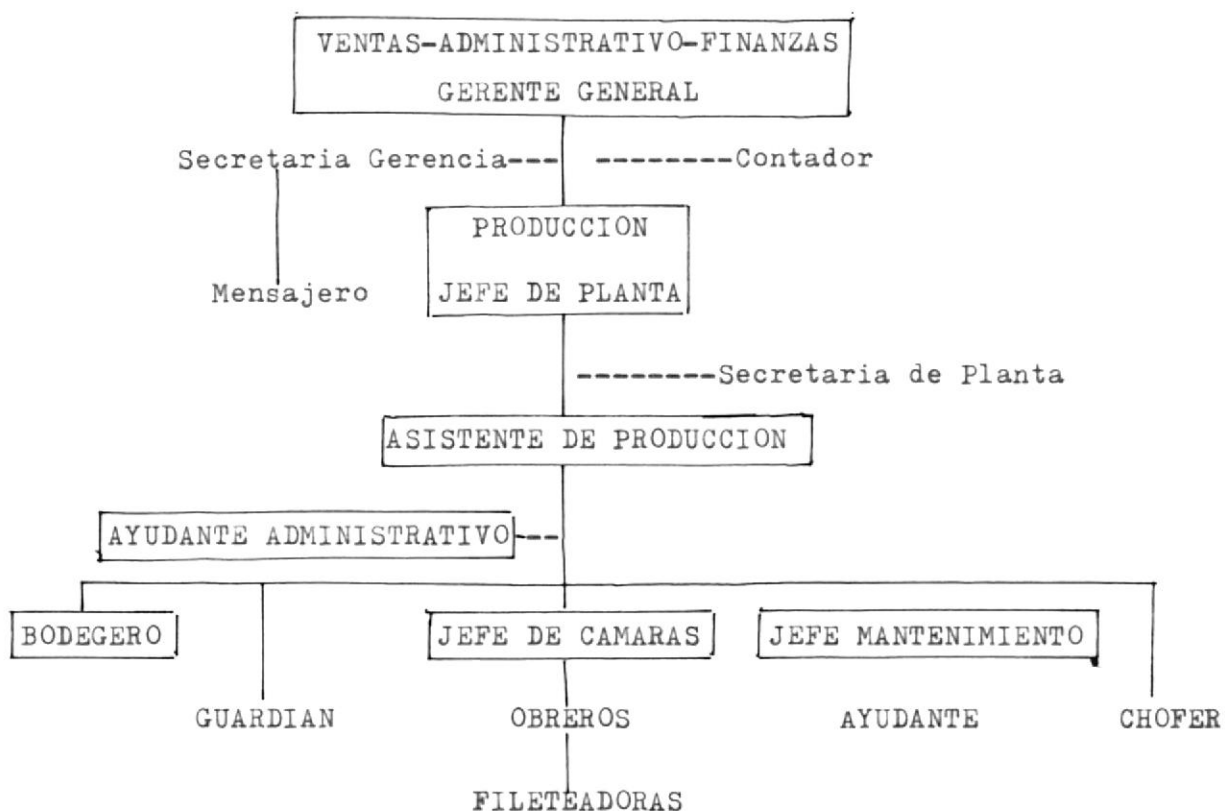 VENTAS-ADMINISTRATIVO-FINANZAS
GERENTE GENERAL
Secretaria Gerencia Contador
PRODUCCION
Mensajero JEFE DE PLANTA
Secretaria de Planta
ASISTENTE DE PRODUCCION
AYUDANTE ADMINISTRATIVO
BODEGERO JEFE DE CAMARAS JEFE MANTENIMIENTO
GUARDIAN OBREROS AYUDANTE CHOFER
FILETEADORAS